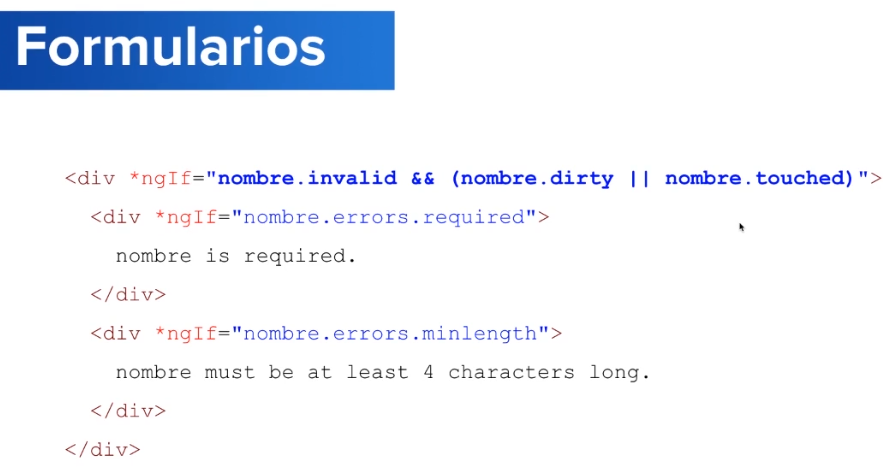 Formularios
<div *ngIf="nombre.invalid && (nombre.dirty || nombre.touched)">
<div *ngIf="nombre.errors.required">
nombre is required.
</div>
<div *ngIf="nombre.errors.minlength">
nombre must be at least 4 characters long.
</div>
</div>